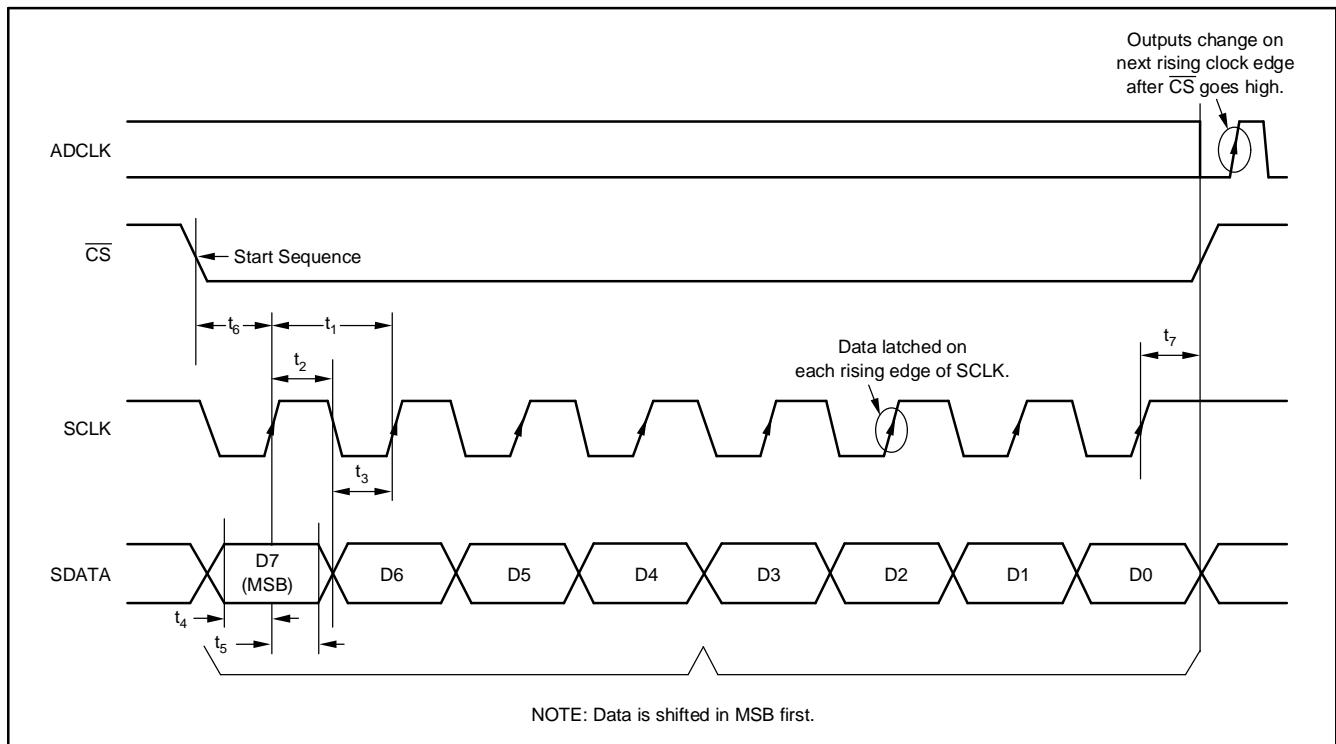 Outputs change on
next rising clock edge
after C̅S̅ goes high.
ADCLK
C̅S̅
Start Sequence
t6
t1
t7
t2
Data latched on
each rising edge of SCLK.
SCLK
t3
D7
(MSB)
D6
D5
D4
D3
D2
D1
D0
SDATA
t4
t5
NOTE: Data is shifted in MSB first.